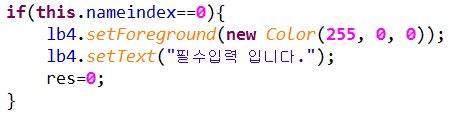 if(this.nameindex==0){
    lb4.setForeground(new Color(255, 0, 0));
    lb4.setText("필수입력 입니다.");
    res=0;
}